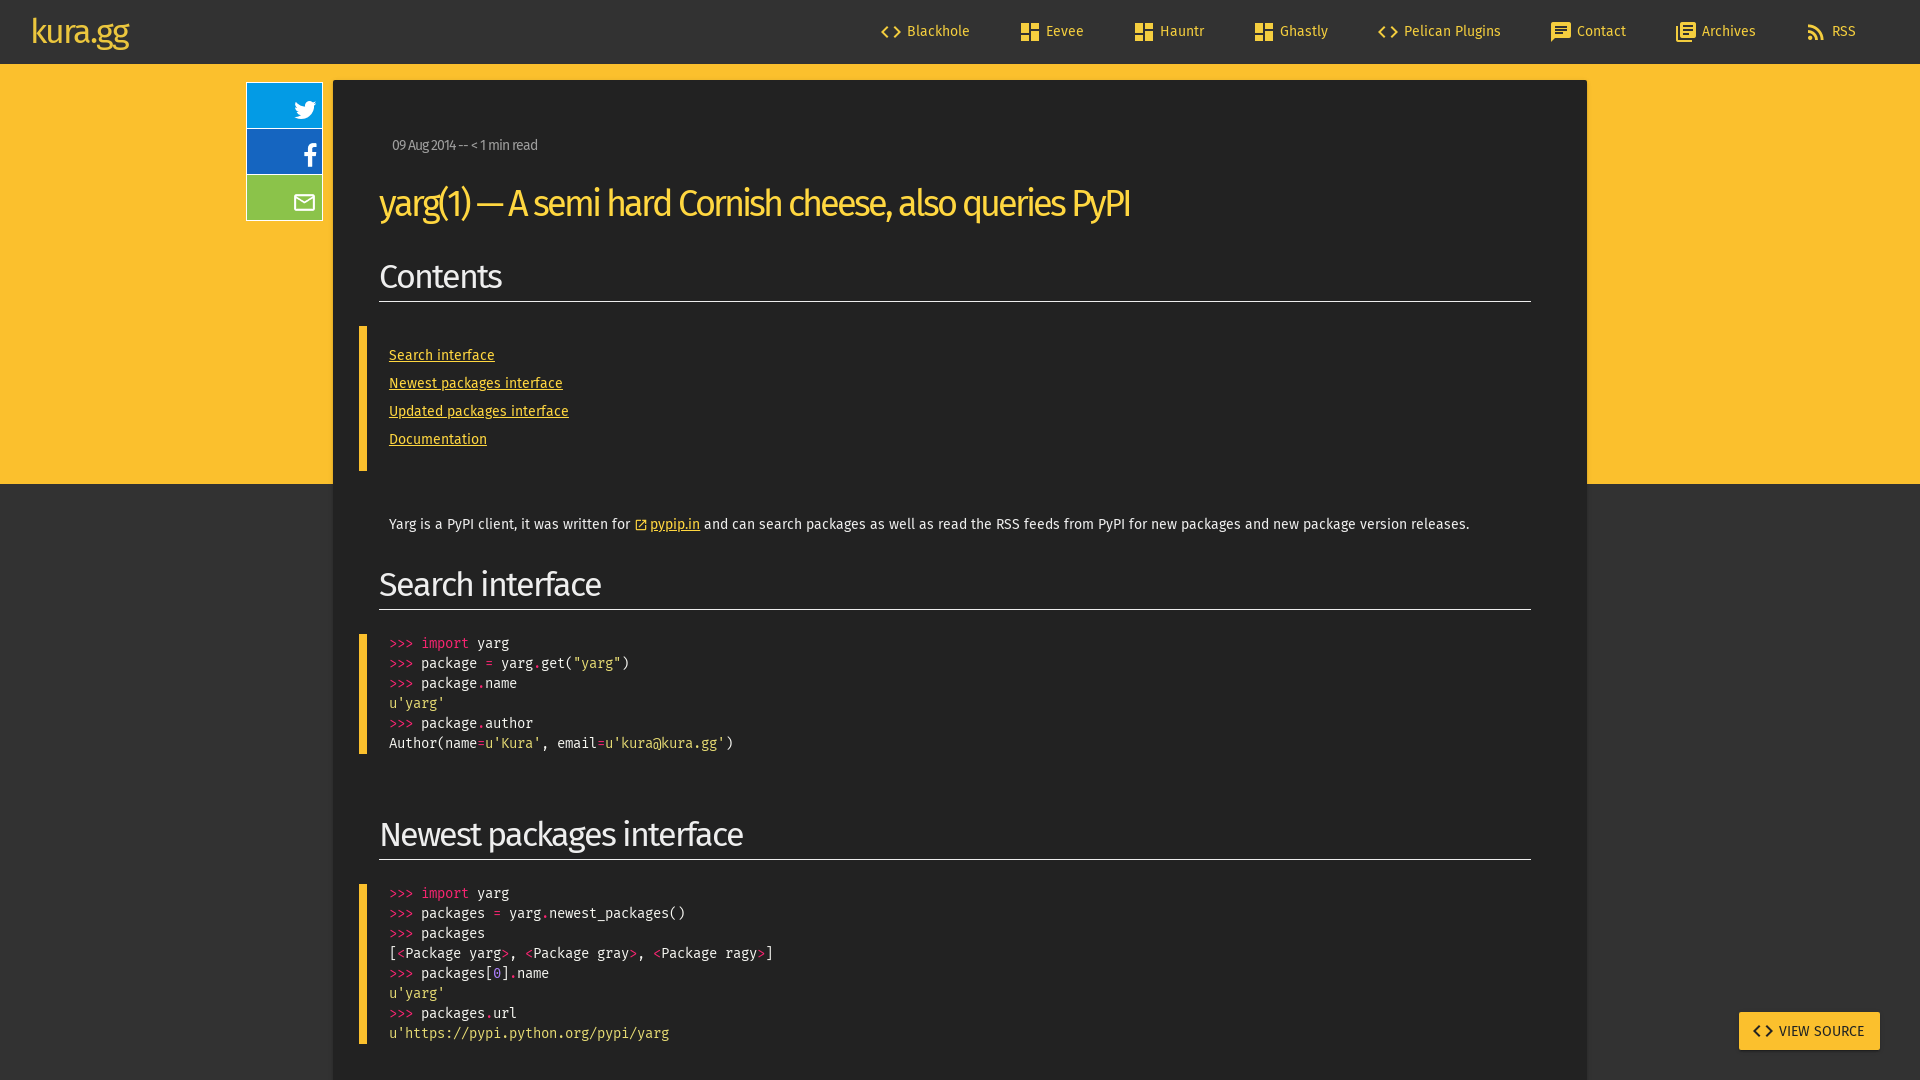 kura.gg
Blackhole
Eevee
Hauntr
Ghastly
Pelican Plugins
Contact
Archives
RSS
09 Aug 2014 -- < 1 min read
yarg(1) — A semi hard Cornish cheese, also queries PyPI
Contents
Search interface
Newest packages interface
Updated packages interface
Documentation
Yarg is a PyPI client, it was written for pypip.in and can search packages as well as read the RSS feeds from PyPI for new packages and new package version releases.
Search interface
>>> import yarg
>>> package = yarg.get("yarg")
>>> package.name
u'yarg'
>>> package.author
Author(name=u'Kura', email=u'kura@kura.gg')
Newest packages interface
>>> import yarg
>>> packages = yarg.newest_packages()
>>> packages
[<Package yarg>, <Package gray>, <Package ragy>]
>>> packages[0].name
u'yarg'
>>> packages.url
u'https://pypi.python.org/pypi/yarg
VIEW SOURCE